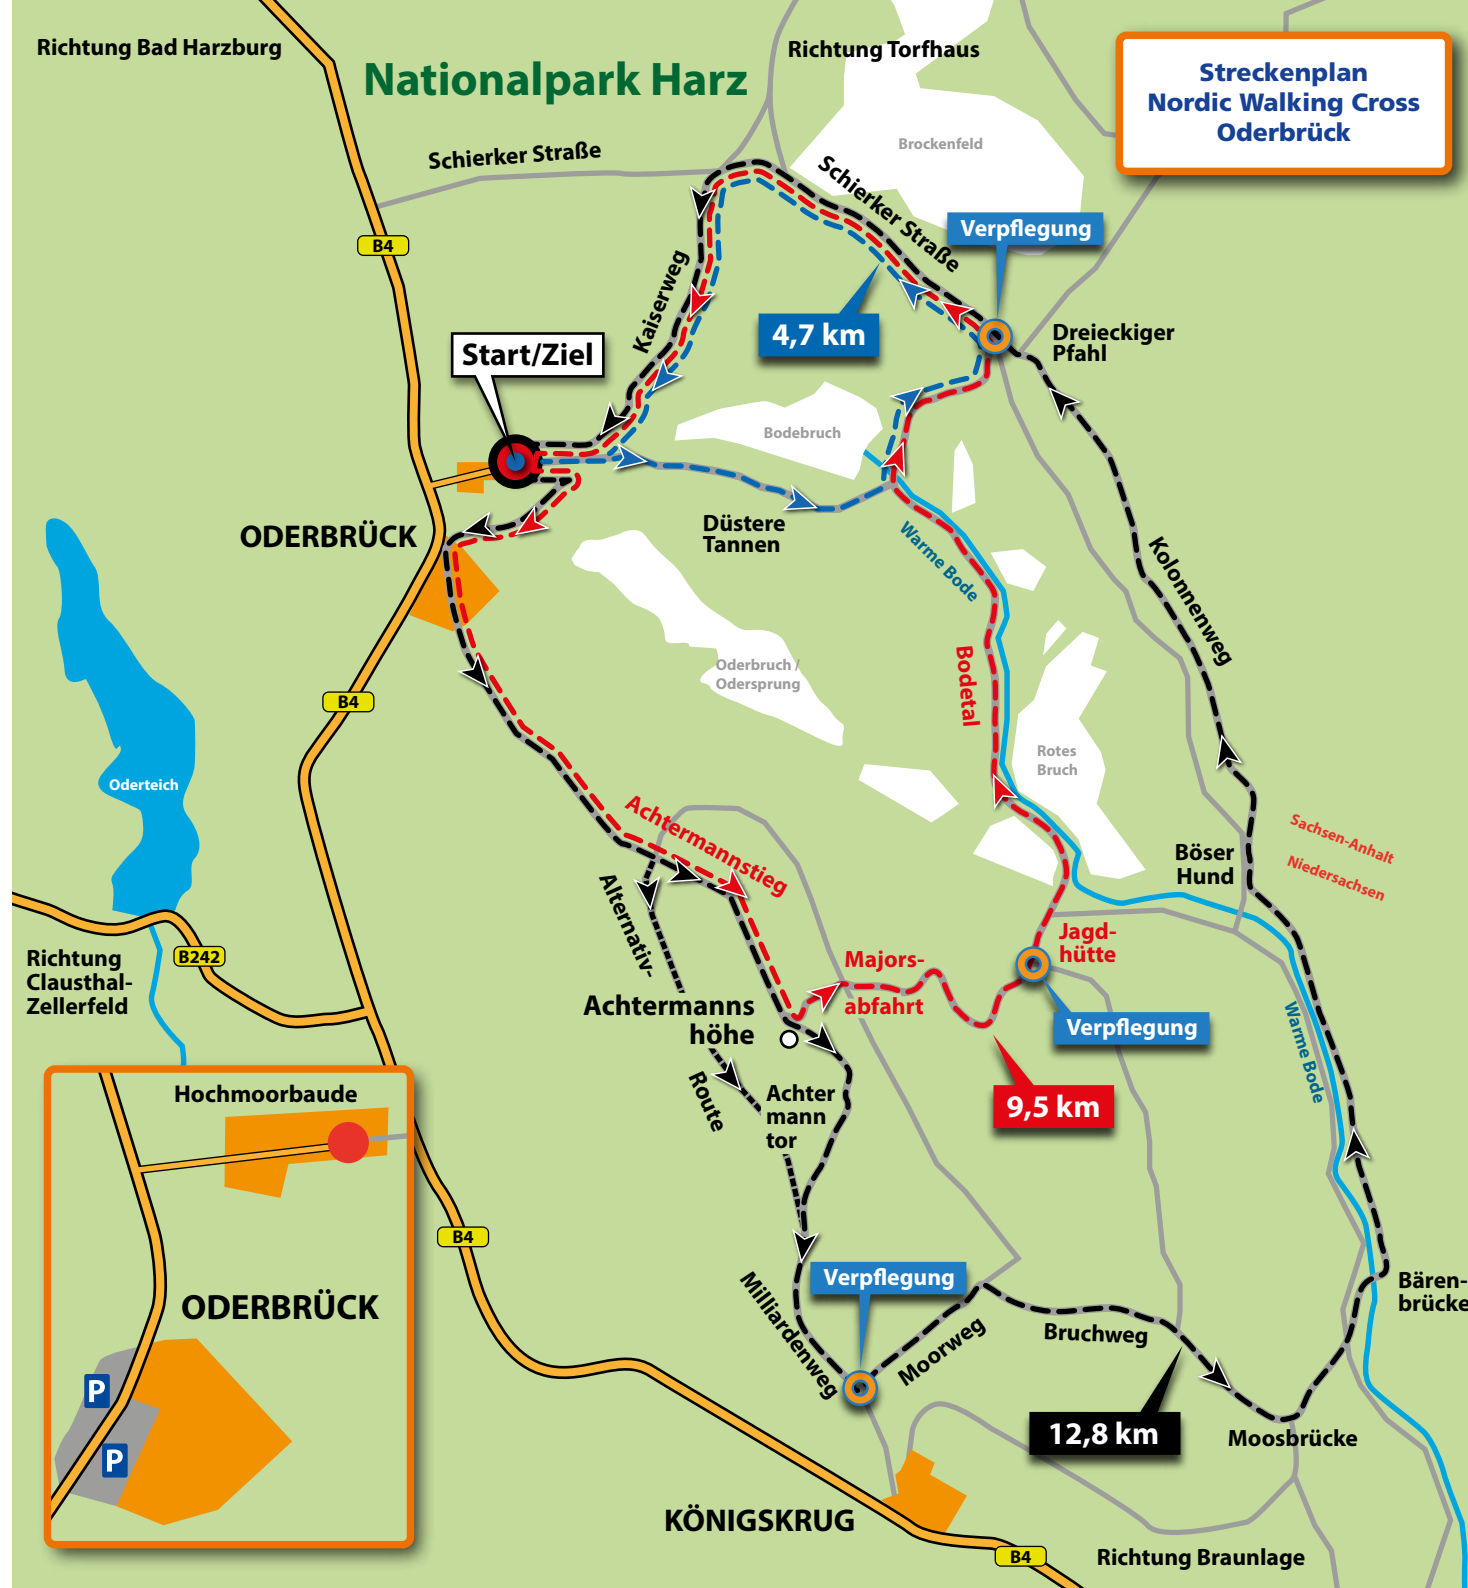 Richtung Bad Harzburg
Nationalpark Harz
Richtung Torfhaus
Streckenplan
Nordic Walking Cross
Oderbrück
Schierker Straße
Brockenfeld
Schierker Straße
Verpflegung
B4
Kaiserweg
4,7 km
Dreieckiger
Pfahl
Start/Ziel
Bodebruch
ODERBRÜCK
Düstere
Tannen
Warme Bode
Kolonnenweg
Bodetal
Oderbruch /
Odersprung
B4
Rotes
Bruch
Oderteich
Achtermannstieg
Sachsen-Anhalt
Niedersachsen
Böser
Hund
Alternativ-
Route
Richtung
Clausthal-
Zellerfeld
B242
Majors-
abfahrt
Jagd-
hütte
Achtermanns
höhe
Verpflegung
Warme Bode
Achter
mann
tor
9,5 km
Hochmoorbaude
B4
Verpflegung
Milliardenweg
Moorweg
Bruchweg
Bären-
brücke
ODERBRÜCK
P
P
12,8 km
Moosbrücke
KÖNIGSKRUG
B4
Richtung Braunlage